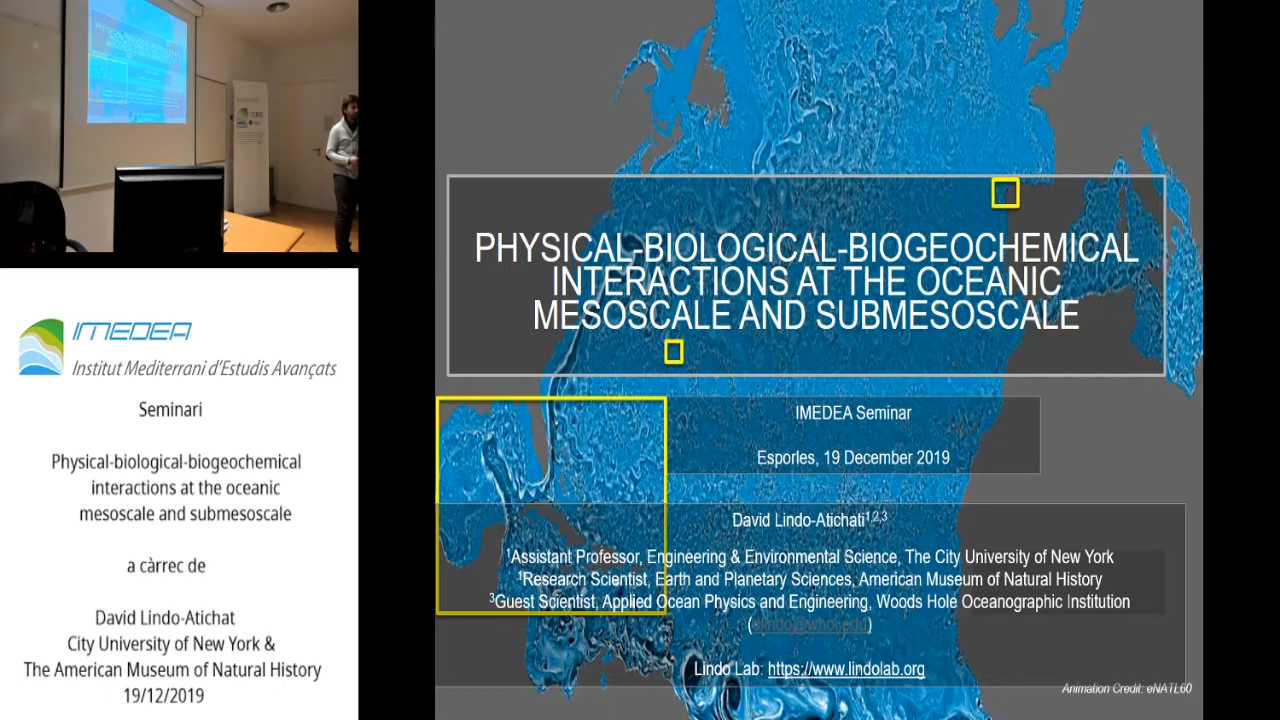 IMEDEA
Institut Mediterrani d'Estudis Avançats
Seminari
Physical-biological-biogeochemical
interactions at the oceanic
mesoscale and submesoscale
a càrrec de
David Lindo-Atichat
City University of New York &
The American Museum of Natural History
19/12/2019
PHYSICAL-BIOLOGICAL-BIOGEOCHEMICAL
INTERACTIONS AT THE OCEANIC
MESOSCALE AND SUBMESOSCALE
IMEDEA Seminar
Esporles, 19 December 2019
David Lindo-Atichati1,2,3
1Assistant Professor, Engineering & Environmental Science, The City University of New York
1Research Scientist, Earth and Planetary Sciences, American Museum of Natural History
3Guest Scientist, Applied Ocean Physics and Engineering, Woods Hole Oceanographic Institution
(dlindo@whoi.edu)
Lindo Lab: https://www.lindolab.org
Animation Credit: eNATL60